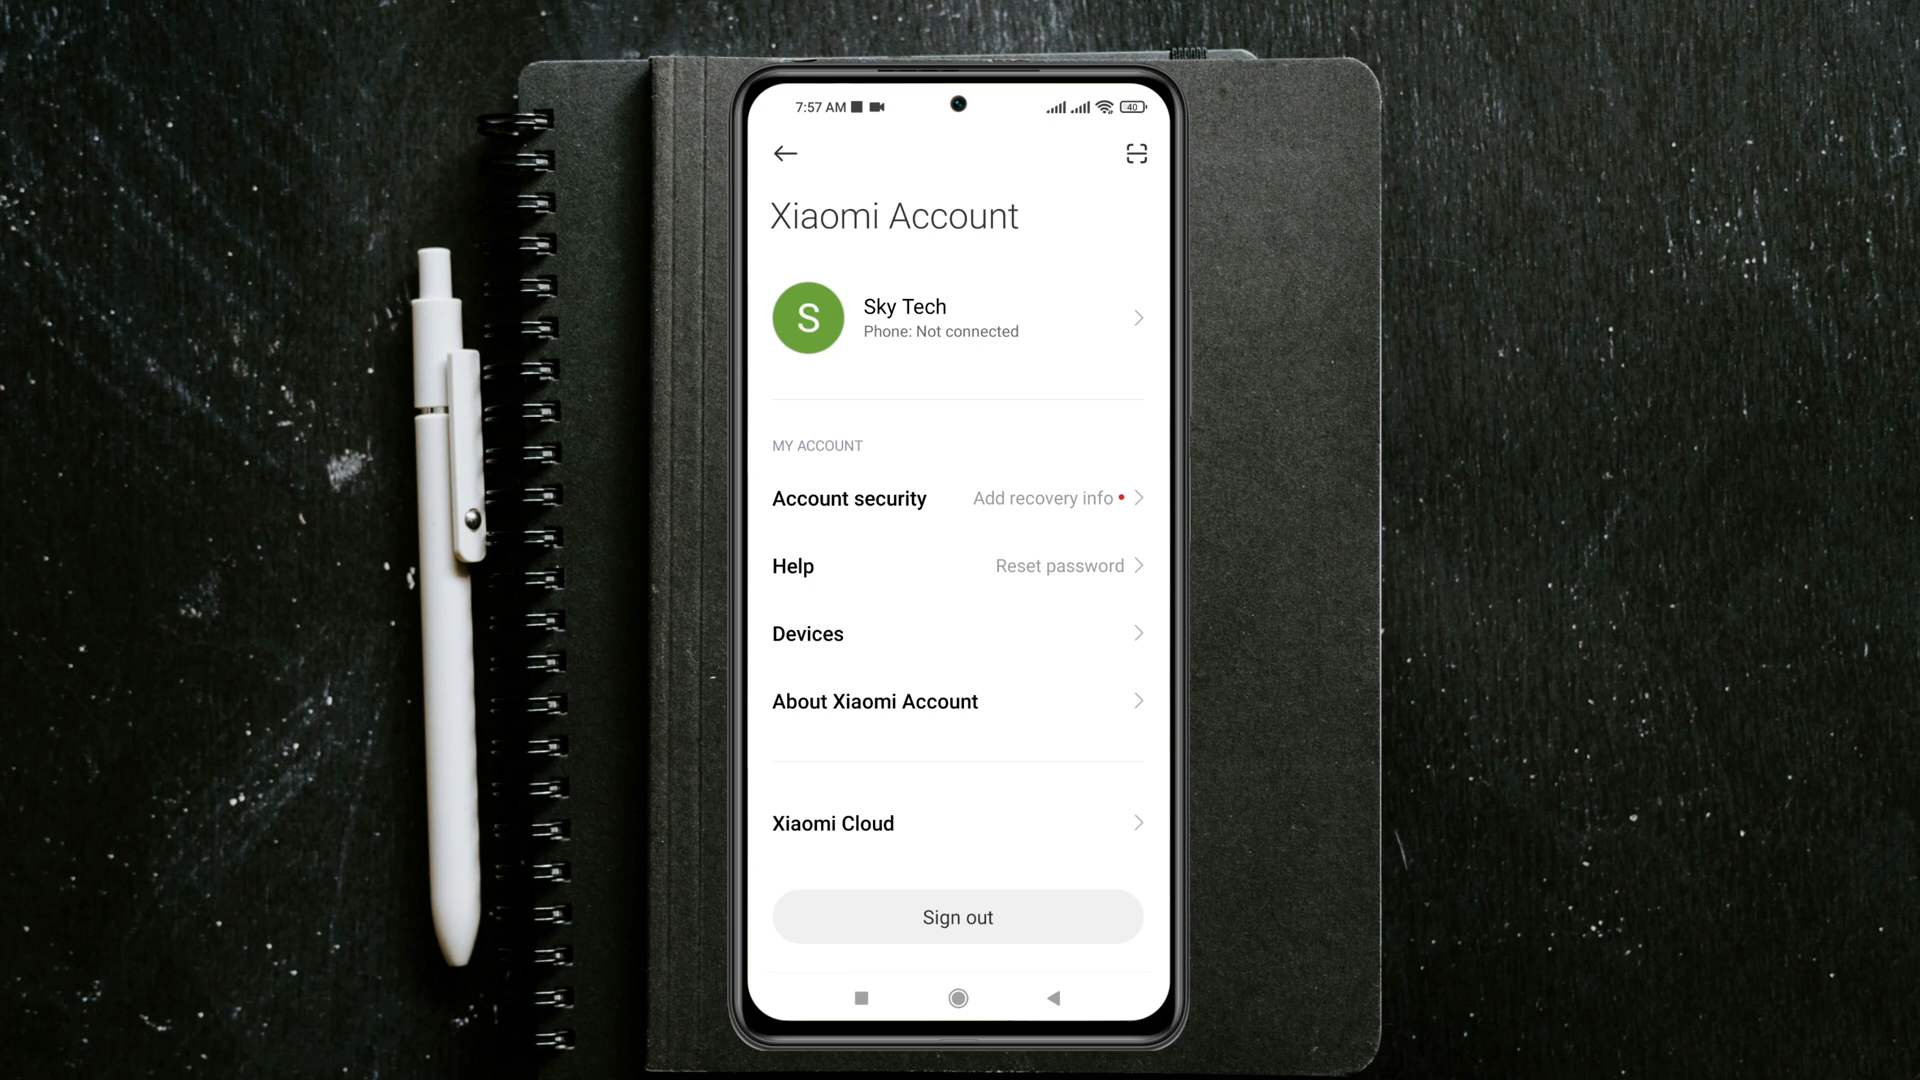 7:57 AM
40
Xiaomi Account
S
Sky Tech
Phone: Not connected
MY ACCOUNT
Account security Add recovery info
Help Reset password
Devices
About Xiaomi Account
Xiaomi Cloud
Sign out